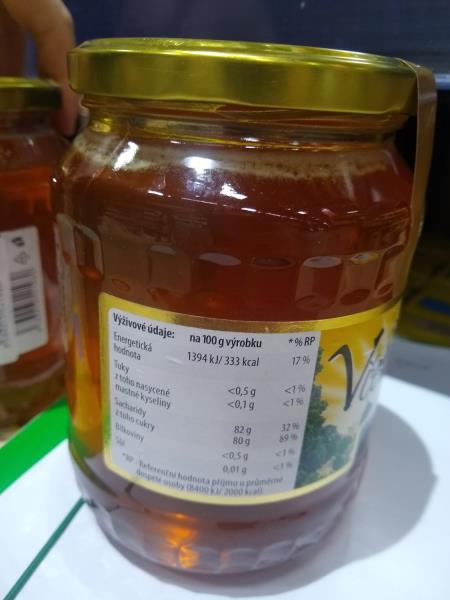 Výživové údaje: na 100 g výrobku *% RP
Energetická
hodnota 1394 kJ/ 333 kcal 17 %
Tuky <0,5 g <1 %
z toho nasycené
mastné kyseliny <0,1 g <1 %
Sacharidy 82 g 32 %
z toho cukry 80 g 89 %
Bílkoviny <0,5 g <1 %
Sůl 0,01 g <1 %
*RP - Referenční hodnota příjmu u průměrné
dospělé osoby (8400 kJ/ 2000 kcal).